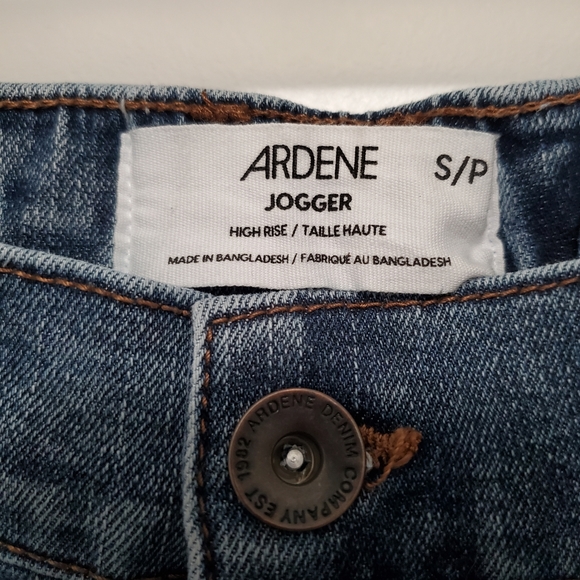 ARDENE
S/P
JOGGER
HIGH RISE / TAILLE HAUTE
MADE IN BANGLADESH / FABRIQUÉ AU BANGLADESH
ARDENE DENIM COMPANY EST 1982